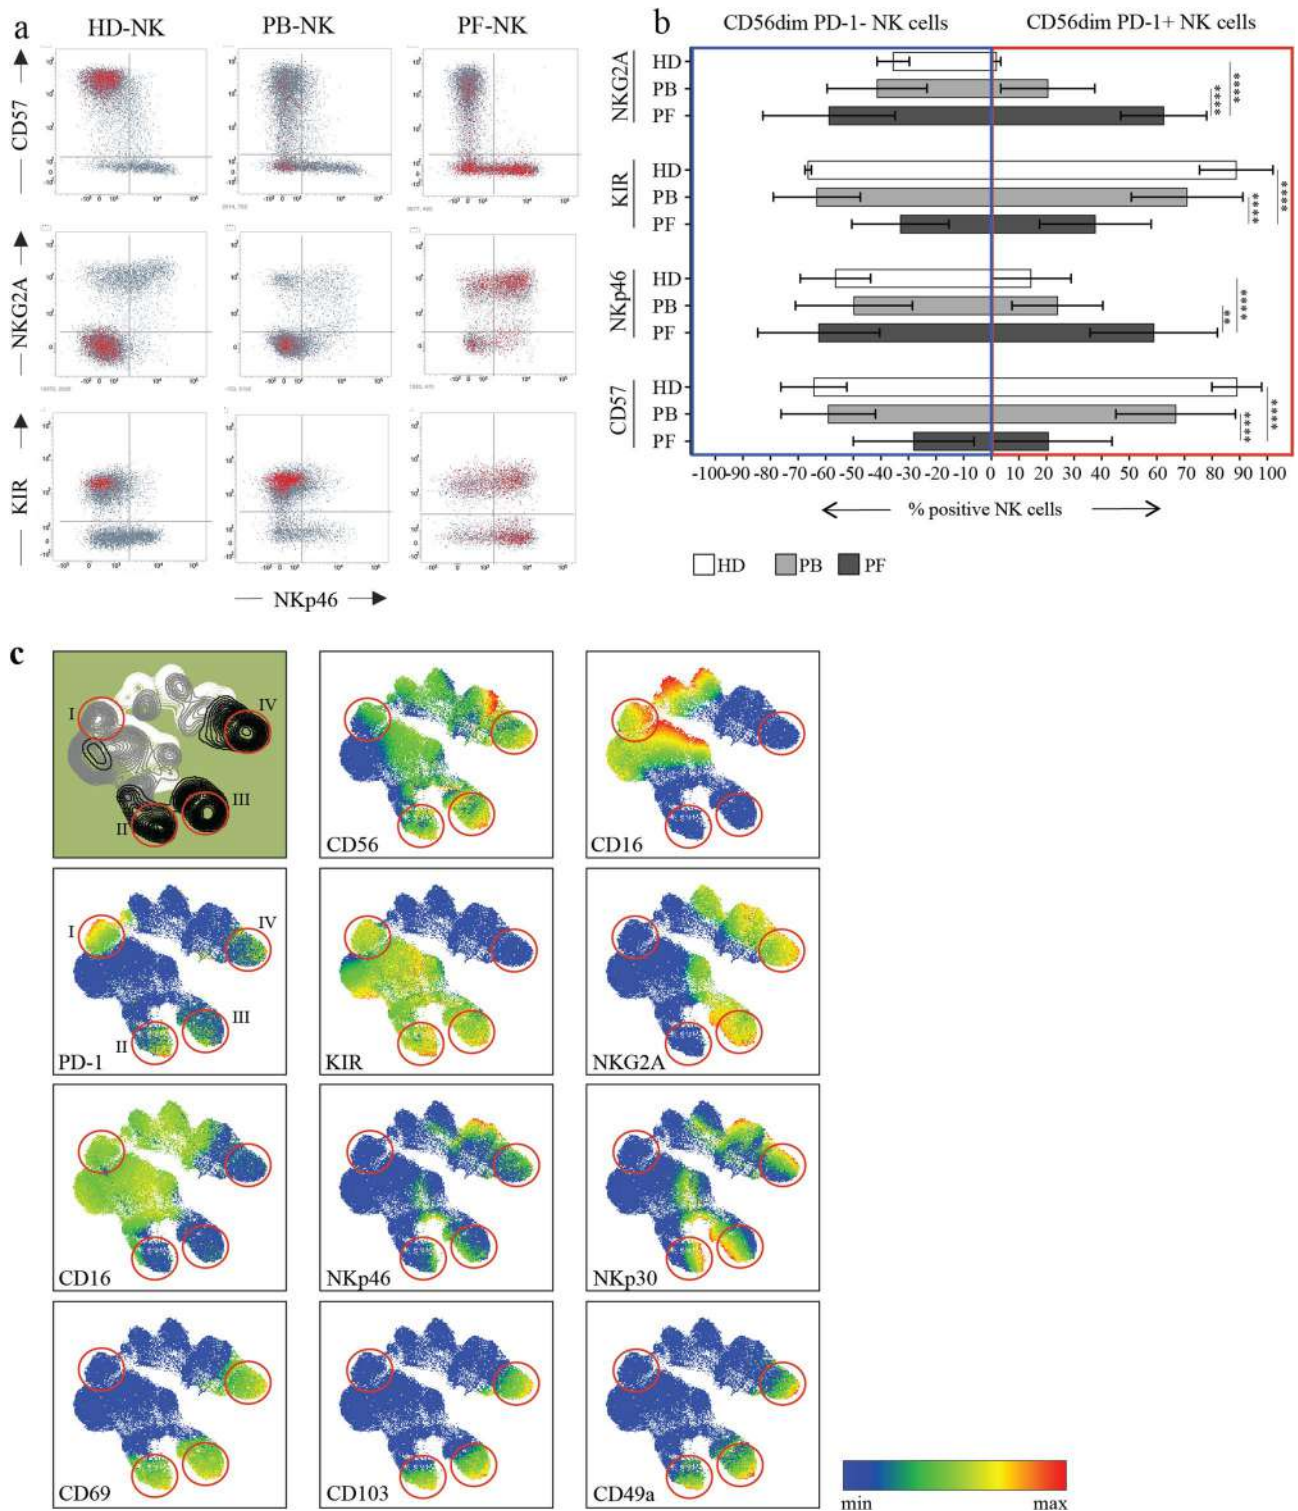 a
HD-NK
PB-NK
PF-NK
CD57
NKG2A
KIR
NKp46
b
CD56dim PD-1- NK cells
CD56dim PD-1+ NK cells
NKG2A
HD
PB
PF
****
****
KIR
HD
PB
PF
****
****
NKp46
HD
PB
PF
**
****
CD57
HD
PB
PF
****
****
-100 -90 -80 -70 -60 -50 -40 -30 -20 -10 0 10 20 30 40 50 60 70 80 90 100
% positive NK cells
HD
PB
PF
c
I
IV
III
II
CD56
CD16
I
IV
III
II
PD-1
KIR
NKG2A
CD16
NKp46
NKp30
CD69
CD103
CD49a
min
max